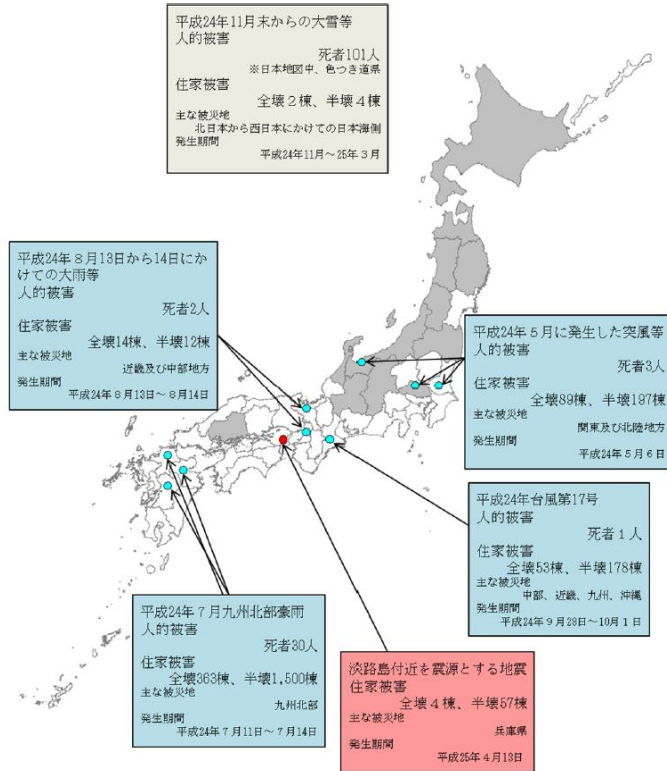 平成24年11月末からの大雪等
人的被害
死者101人
※日本地図中、色つき道県
住家被害
全壊2棟、半壊4棟
主な被災地
北日本から西日本にかけての日本海側
発生期間
平成24年11月～25年3月
平成24年8月13日から14日にか
けての大雨等
人的被害
死者2人
住家被害
全壊14棟、半壊12棟
主な被災地
近畿及び中部地方
発生期間
平成24年8月13日～8月14日
平成24年5月に発生した突風等
人的被害
死者3人
住家被害
全壊89棟、半壊197棟
主な被災地
関東及び北陸地方
発生期間
平成24年5月6日
平成24年台風第17号
人的被害
死者1人
住家被害
全壊53棟、半壊178棟
主な被災地
中部、近畿、九州、沖縄
発生期間
平成24年9月28日～10月1日
平成24年7月九州北部豪雨
人的被害
死者30人
住家被害
全壊363棟、半壊1,500棟
主な被災地
九州北部
発生期間
平成24年7月11日～7月14日
淡路島付近を震源とする地震
住家被害
全壊4棟、半壊57棟
主な被災地
兵庫県
発生期間
平成25年4月13日